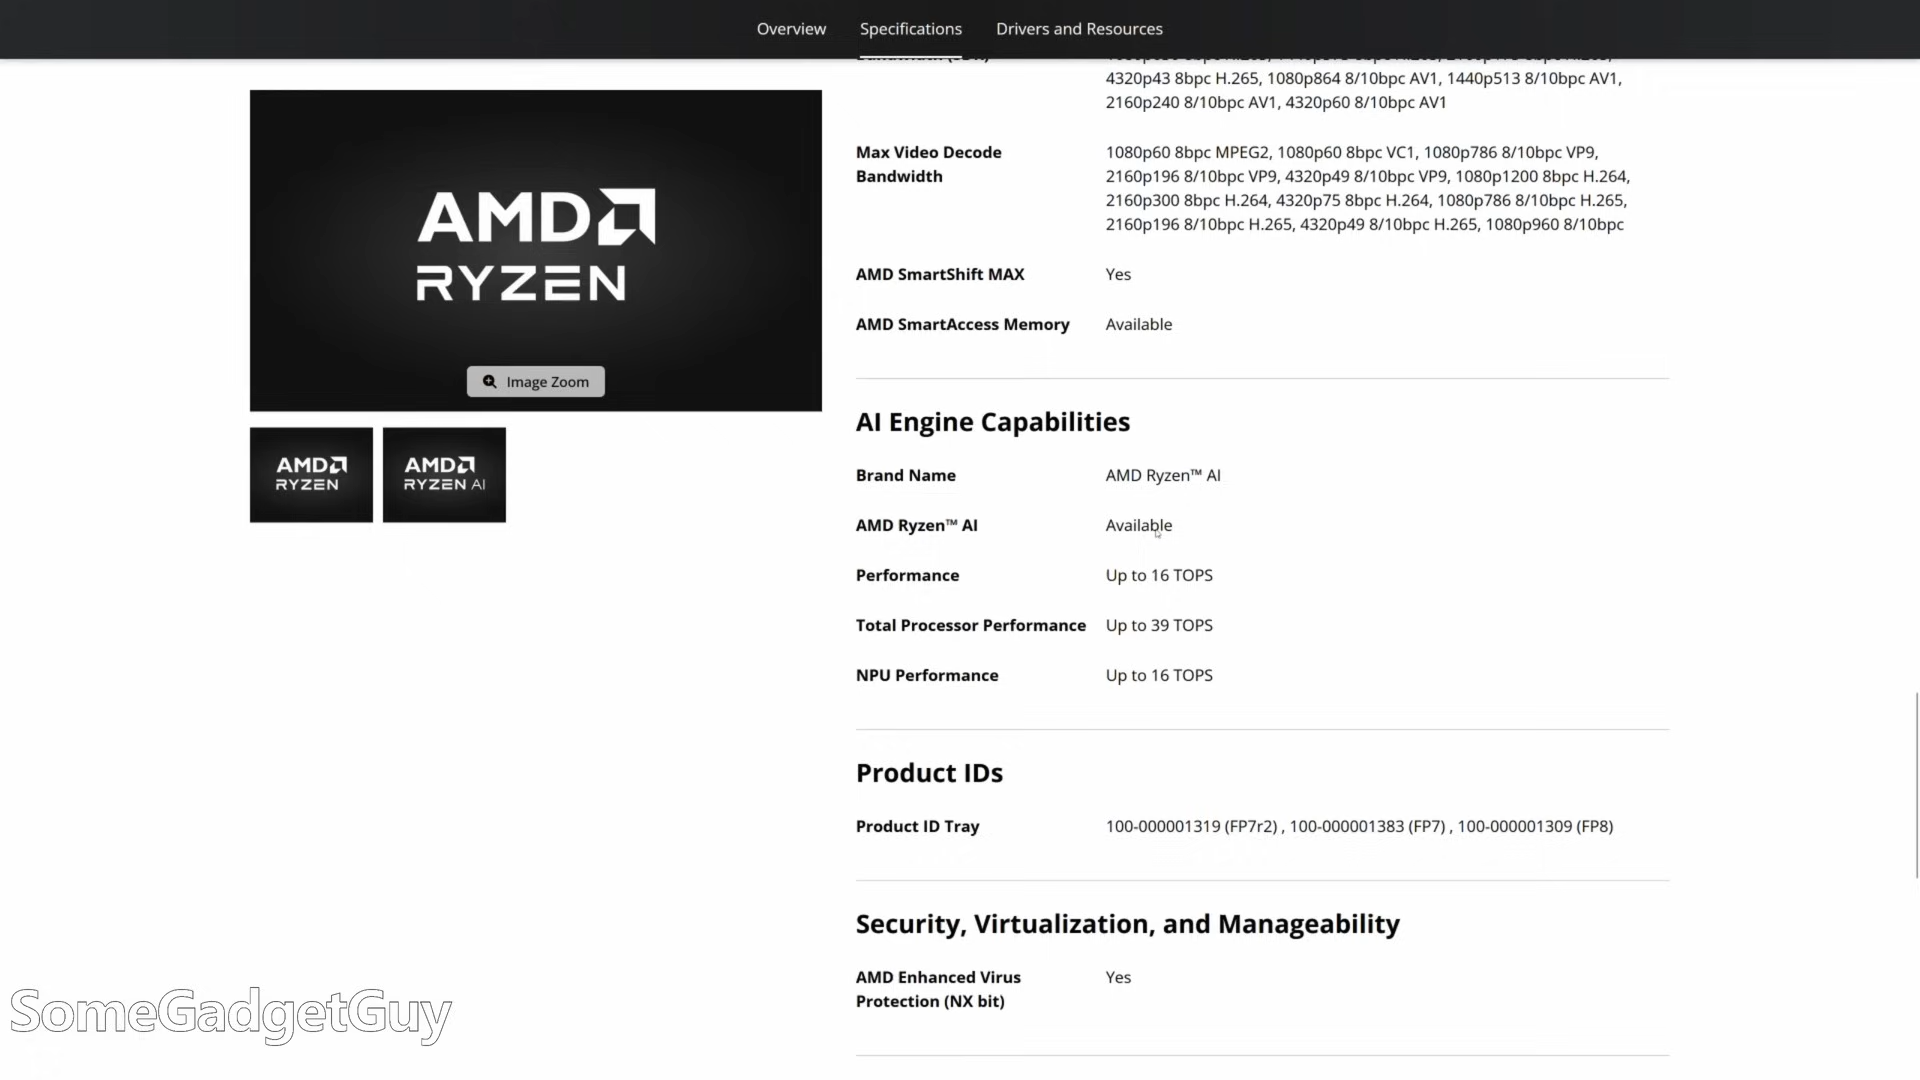 Overview Specifications Drivers and Resources
4320p43 8bpc H.265, 1080p864 8/10bpc AV1, 1440p513 8/10bpc AV1,
2160p240 8/10bpc AV1, 4320p60 8/10bpc AV1
AMD
RYZEN
Image Zoom
AMD
RYZEN
AMD
RYZEN AI
Max Video Decode
Bandwidth
1080p60 8bpc MPEG2, 1080p60 8bpc VC1, 1080p786 8/10bpc VP9,
2160p196 8/10bpc VP9, 4320p49 8/10bpc VP9, 1080p1200 8bpc H.264,
2160p300 8bpc H.264, 4320p75 8bpc H.264, 1080p786 8/10bpc H.265,
2160p196 8/10bpc H.265, 4320p49 8/10bpc H.265, 1080p960 8/10bpc
AMD SmartShift MAX Yes
AMD SmartAccess Memory Available
AI Engine Capabilities
Brand Name AMD Ryzen™ AI
AMD Ryzen™ AI Available
Performance Up to 16 TOPS
Total Processor Performance Up to 39 TOPS
NPU Performance Up to 16 TOPS
Product IDs
Product ID Tray 100-000001319 (FP7r2) , 100-000001383 (FP7) , 100-000001309 (FP8)
Security, Virtualization, and Manageability
AMD Enhanced Virus
Protection (NX bit)
Yes
SomeGadgetGuy